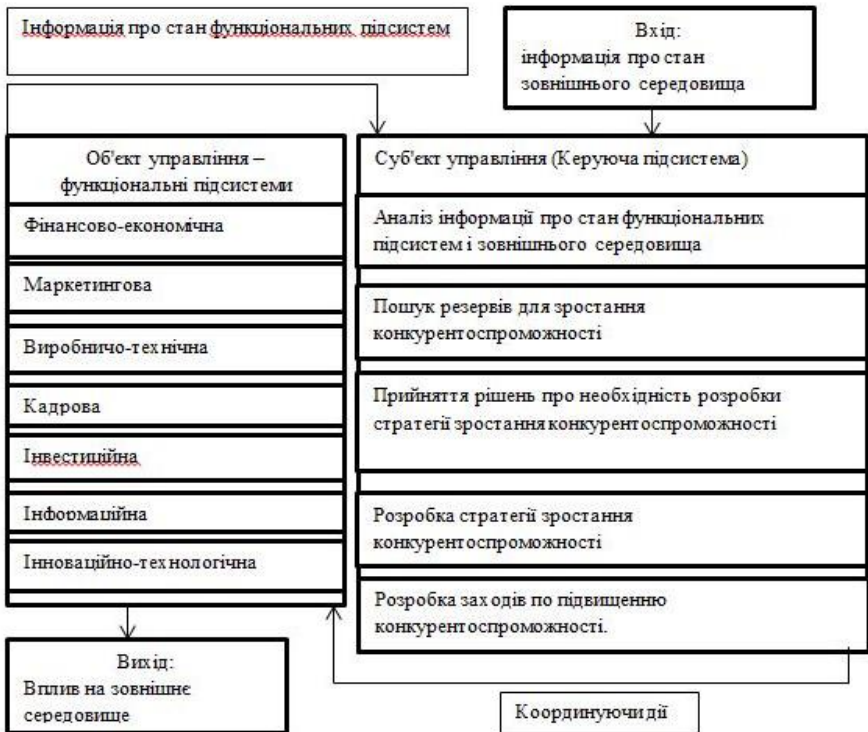 Інформація про стан функціональних підсистем
Вхід:
інформація про стан
зовнішнього середовища
Об'єкт управління –
функціональні підсистеми
Фінансово-економічна
Маркетингова
Виробничо-технічна
Кадрова
Інвестиційна
Інформаційна
Інноваційно-технологічна
Суб'єкт управління (Керуюча підсистема)
Аналіз інформації про стан функціональних
підсистем і зовнішнього середовища
Пошук резервів для зростання
конкурентоспроможності
Прийняття рішень про необхідність розробки
стратегії зростання конкурентоспроможності
Розробка стратегії зростання
конкурентоспроможності
Розробка заходів по підвищенню
конкурентоспроможності.
Вихід:
Вплив на зовнішнє
середовище
Координуючи дії